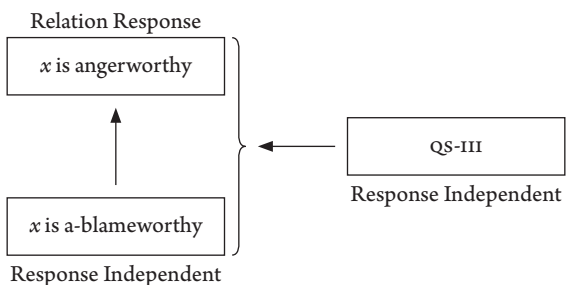 Relation Response
x is angerworthy
QS-III
Response Independent
x is a-blameworthy
Response Independent